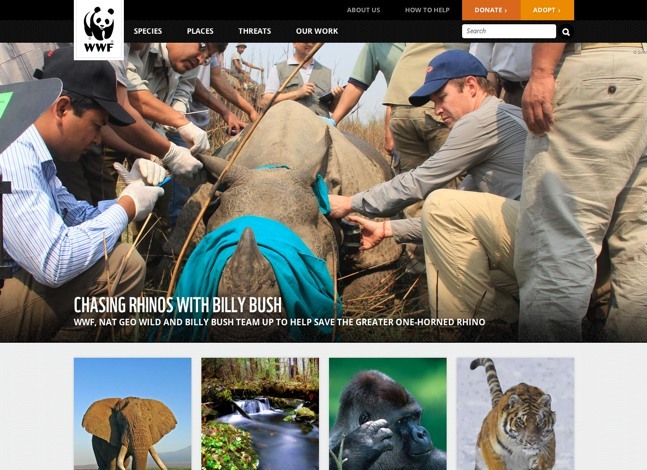 ABOUT US
HOW TO HELP
DONATE ›
ADOPT ›
WWF
SPECIES
PLACES
THREATS
OUR WORK
Search
CHASING RHINOS WITH BILLY BUSH
WWF, NAT GEO WILD AND BILLY BUSH TEAM UP TO HELP SAVE THE GREATER ONE-HORNED RHINO